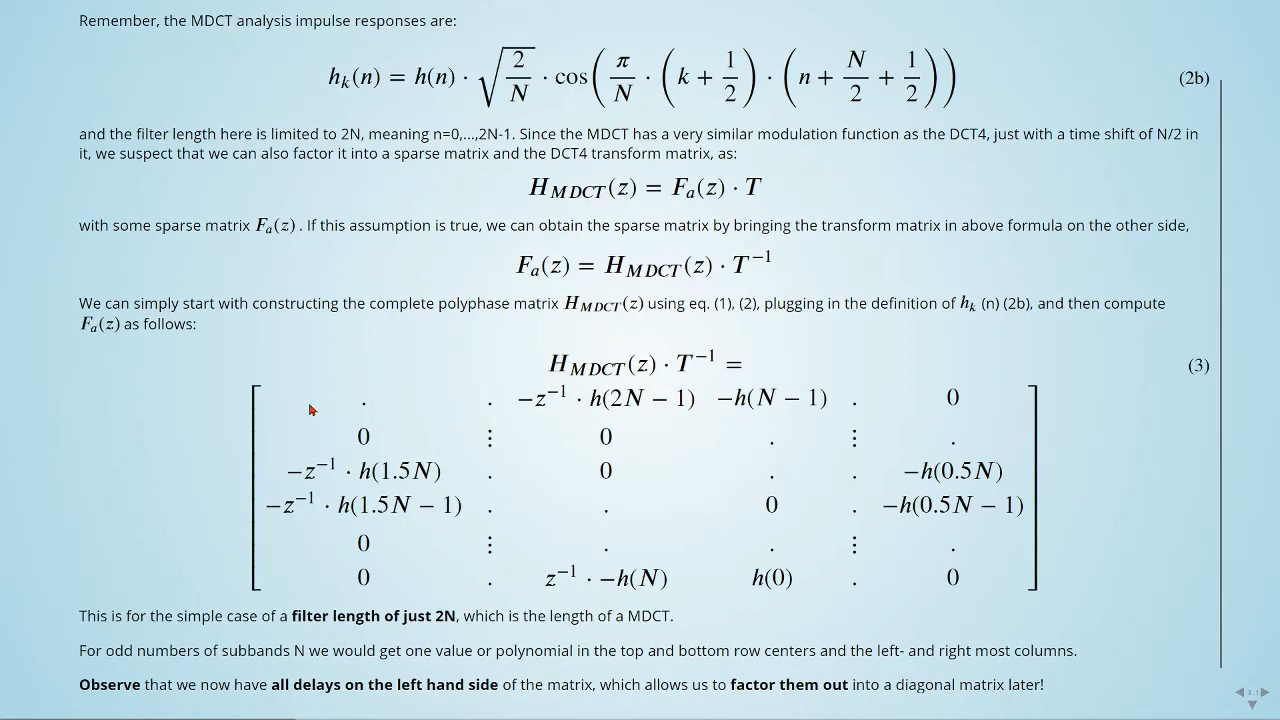 Remember, the MDCT analysis impulse responses are:
h_k(n) = h(n) · √(2/N) · cos(π/N · (k + 1/2) · (n + N/2 + 1/2)) (2b)
and the filter length here is limited to 2N, meaning n=0,...,2N-1. Since the MDCT has a very similar modulation function as the DCT4, just with a time shift of N/2 in
it, we suspect that we can also factor it into a sparse matrix and the DCT4 transform matrix, as:
H_MDCT(z) = F_a(z) · T
with some sparse matrix F_a(z) . If this assumption is true, we can obtain the sparse matrix by bringing the transform matrix in above formula on the other side,
F_a(z) = H_MDCT(z) · T⁻¹
We can simply start with constructing the complete polyphase matrix H_MDCT(z) using eq. (1), (2), plugging in the definition of h_k (n) (2b), and then compute
F_a(z) as follows:
H_MDCT(z) · T⁻¹ = (3)
. . −z⁻¹ · h(2N − 1) −h(N − 1) . 0
0 ⋮ 0 . ⋮ .
−z⁻¹ · h(1.5N) . 0 . . −h(0.5N)
−z⁻¹ · h(1.5N − 1) . . 0 . −h(0.5N − 1)
0 ⋮ . . ⋮ .
0 . z⁻¹ · −h(N) h(0) . 0
This is for the simple case of a filter length of just 2N, which is the length of a MDCT.
For odd numbers of subbands N we would get one value or polynomial in the top and bottom row centers and the left- and right most columns.
Observe that we now have all delays on the left hand side of the matrix, which allows us to factor them out into a diagonal matrix later!
3.1